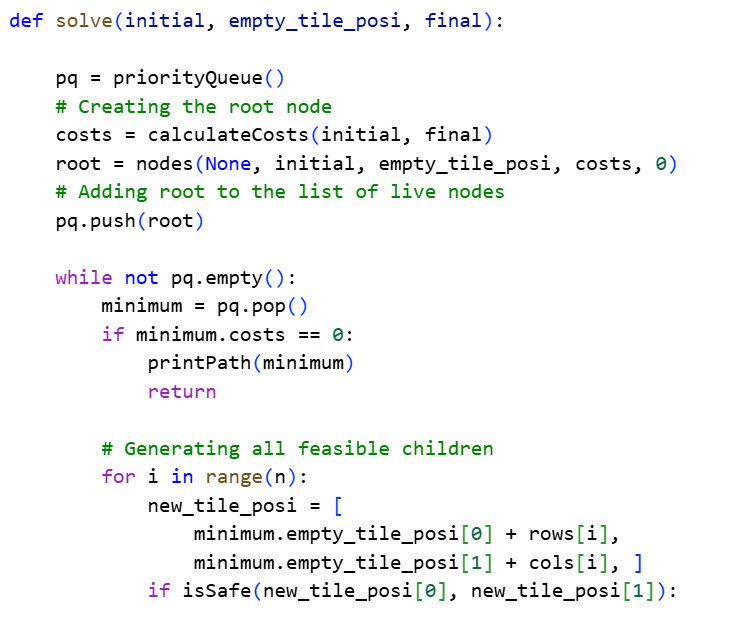 def solve(initial, empty_tile_posi, final):
    pq = priorityQueue()
    # Creating the root node
    costs = calculateCosts(initial, final)
    root = nodes(None, initial, empty_tile_posi, costs, 0)
    # Adding root to the list of live nodes
    pq.push(root)
    while not pq.empty():
        minimum = pq.pop()
        if minimum.costs == 0:
            printPath(minimum)
            return
        # Generating all feasible children
        for i in range(n):
            new_tile_posi = [
                minimum.empty_tile_posi[0] + rows[i],
                minimum.empty_tile_posi[1] + cols[i], ]
            if isSafe(new_tile_posi[0], new_tile_posi[1]):